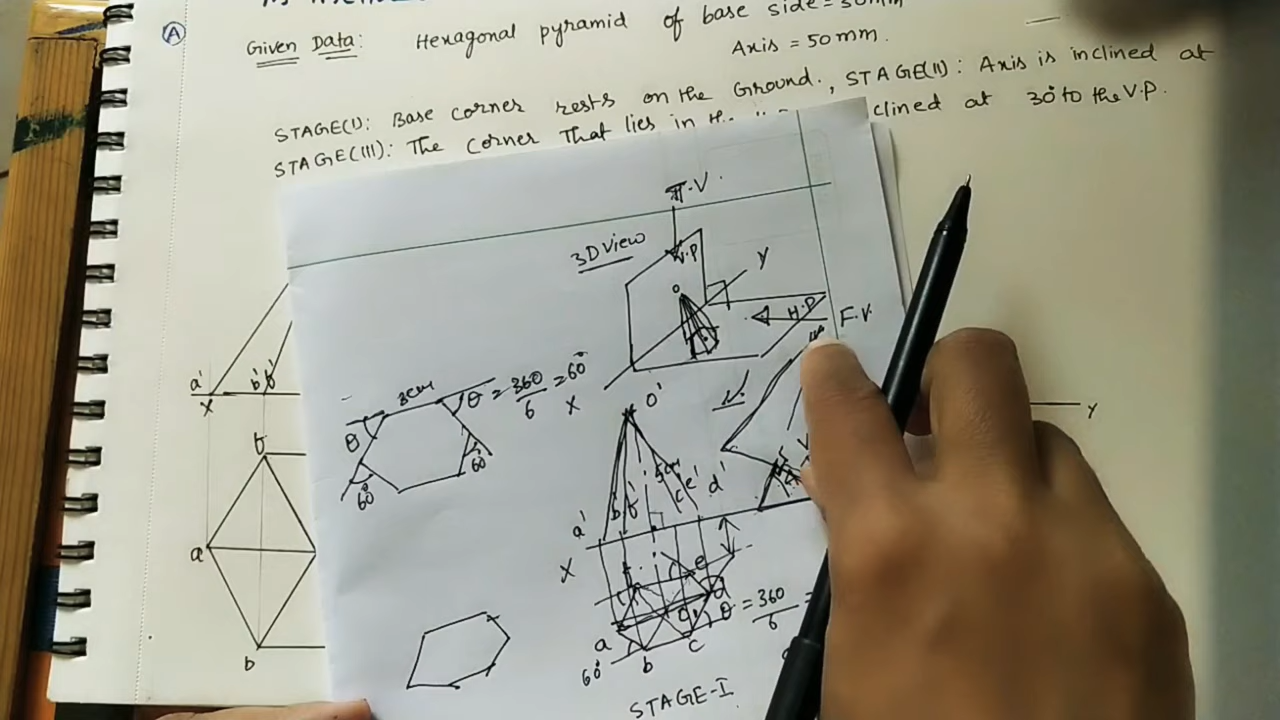 (A)
Given Data: Hexagonal pyramid of base side = 30mm
Axis = 50mm.
STAGE(I): Base corner rests on the Ground., STAGE(II): Axis is inclined at
STAGE(III): The corner That lies in clined at 30° to the V.P.
T.V.
3D View
V.P
Y
O
H.P
F.V.
X
3cm
θ = 360/6 = 60°
θ
60°
60
O'
5cm
a' b' f' c' e' d'
X
a' b' f'
X
Y
f
a
b
f e
a d
b c
θ = 360/6 =
60°
STAGE-I